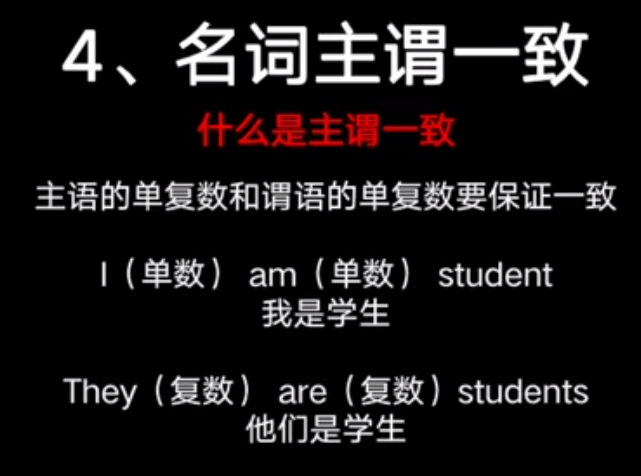 4、名词主谓一致
什么是主谓一致
主语的单复数和谓语的单复数要保证一致
I（单数） am（单数） student
我是学生
They（复数） are（复数）students
他们是学生